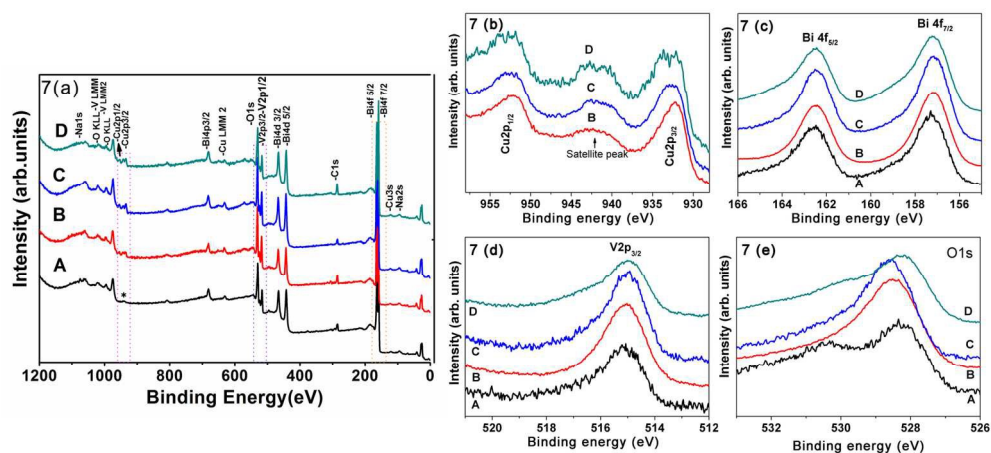 7(a)
-Na1s
-O KLL
-V LMM
-O KLL
-V LMM2
-Cu2p1/2
-Cu2p3/2
-Bi4p3/2
-Cu LMM 2
-O1s
-V2p3/2
-V2p1/2
-Bi4d 3/2
-Bi4d 5/2
-C1s
-Bi4f 5/2
-Bi4f 7/2
-Cu3s
-Na2s
D
C
B
A
*
Intensity (arb.units)
1200 1000 800 600 400 200 0
Binding Energy(eV)
7 (b)
D
C
B
Cu2p1/2
Satellite peak
Cu2p3/2
Intensity (arb. units)
955 950 945 940 935 930
Binding energy (eV)
7 (c)
Bi 4f5/2
Bi 4f7/2
D
C
B
A
Intensity (arb. units)
166 164 162 160 158 156
Binding energy (eV)
7 (d)
V2p3/2
D
C
B
A
Intensity (arb. units)
520 518 516 514 512
Binding energy (eV)
7 (e)
O1s
D
C
B
A
Intensity (arb. units)
532 530 528 526
Binding energy (eV)